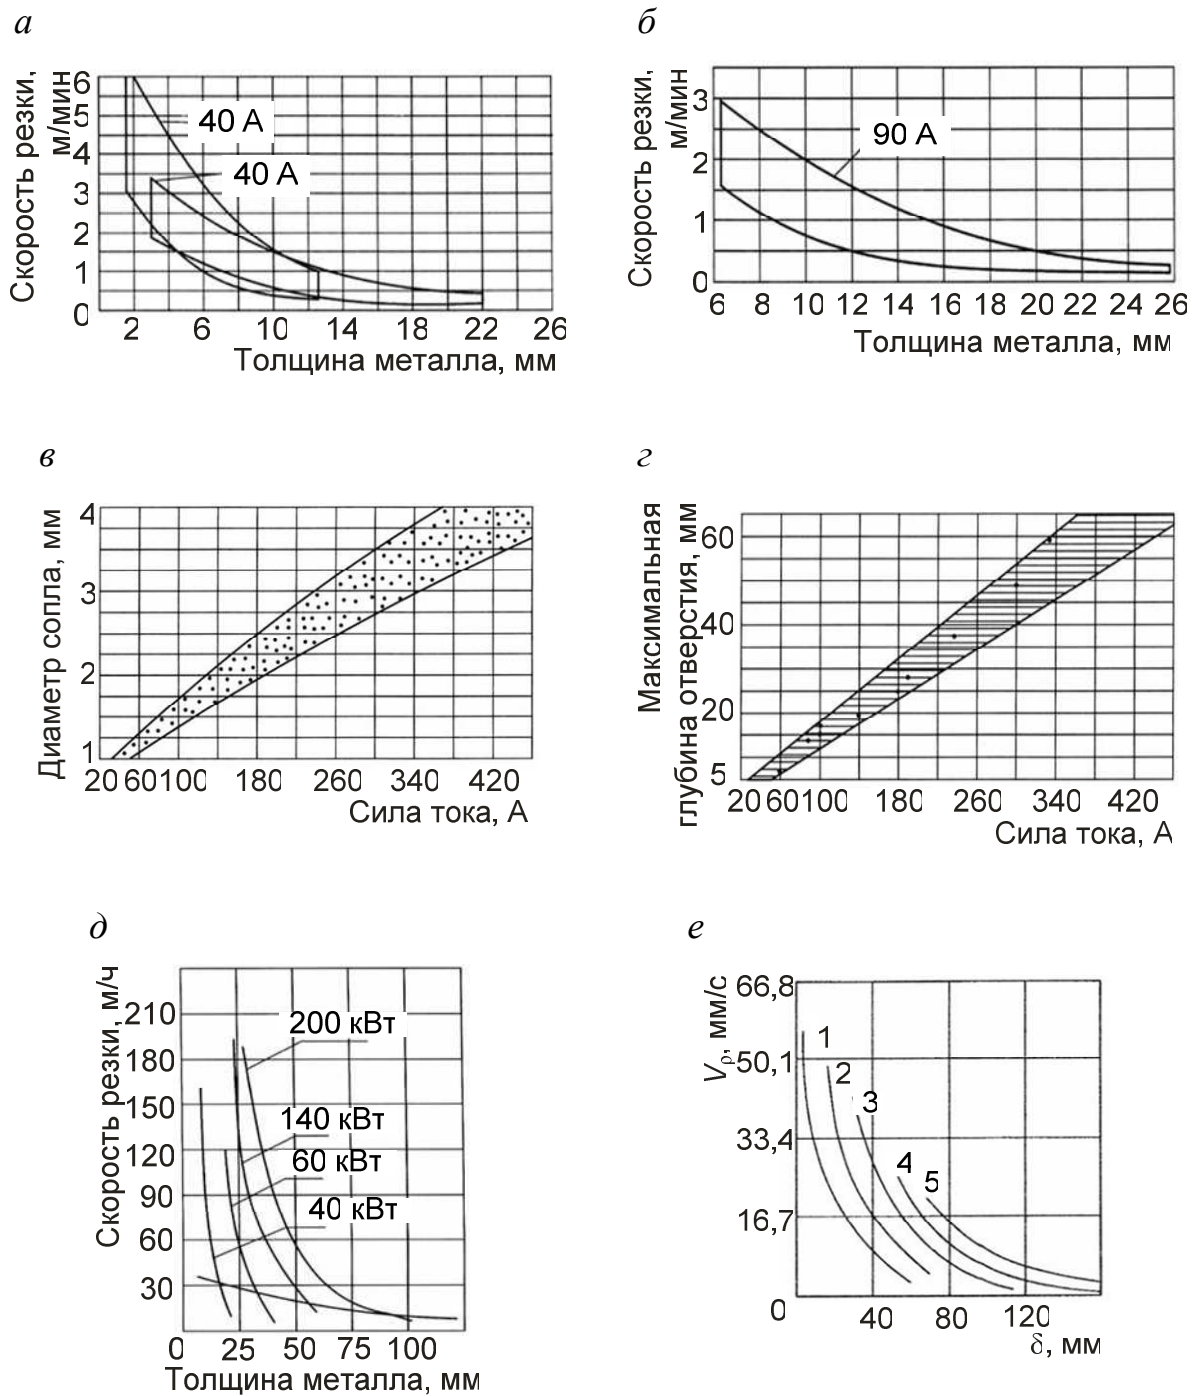 а
Скорость резки,
м/мин
6
5
4
3
2
1
0
40 А
40 А
2 6 10 14 18 22 26
Толщина металла, мм
б
Скорость резки,
м/мин
3
2
1
0
90 А
6 8 10 12 14 16 18 20 22 24 26
Толщина металла, мм
в
Диаметр сопла, мм
4
3
2
1
20 60 100 180 260 340 420
Сила тока, А
г
Максимальная
глубина отверстия, мм
60
40
20
5
20 60 100 180 260 340 420
Сила тока, А
д
Скорость резки, м/ч
210
180
150
120
90
60
30
200 кВт
140 кВт
60 кВт
40 кВт
0 25 50 75 100
Толщина металла, мм
е
Vρ, мм/с
66,8
50,1
33,4
16,7
0
1
2
3
4
5
40 80 120
δ, мм